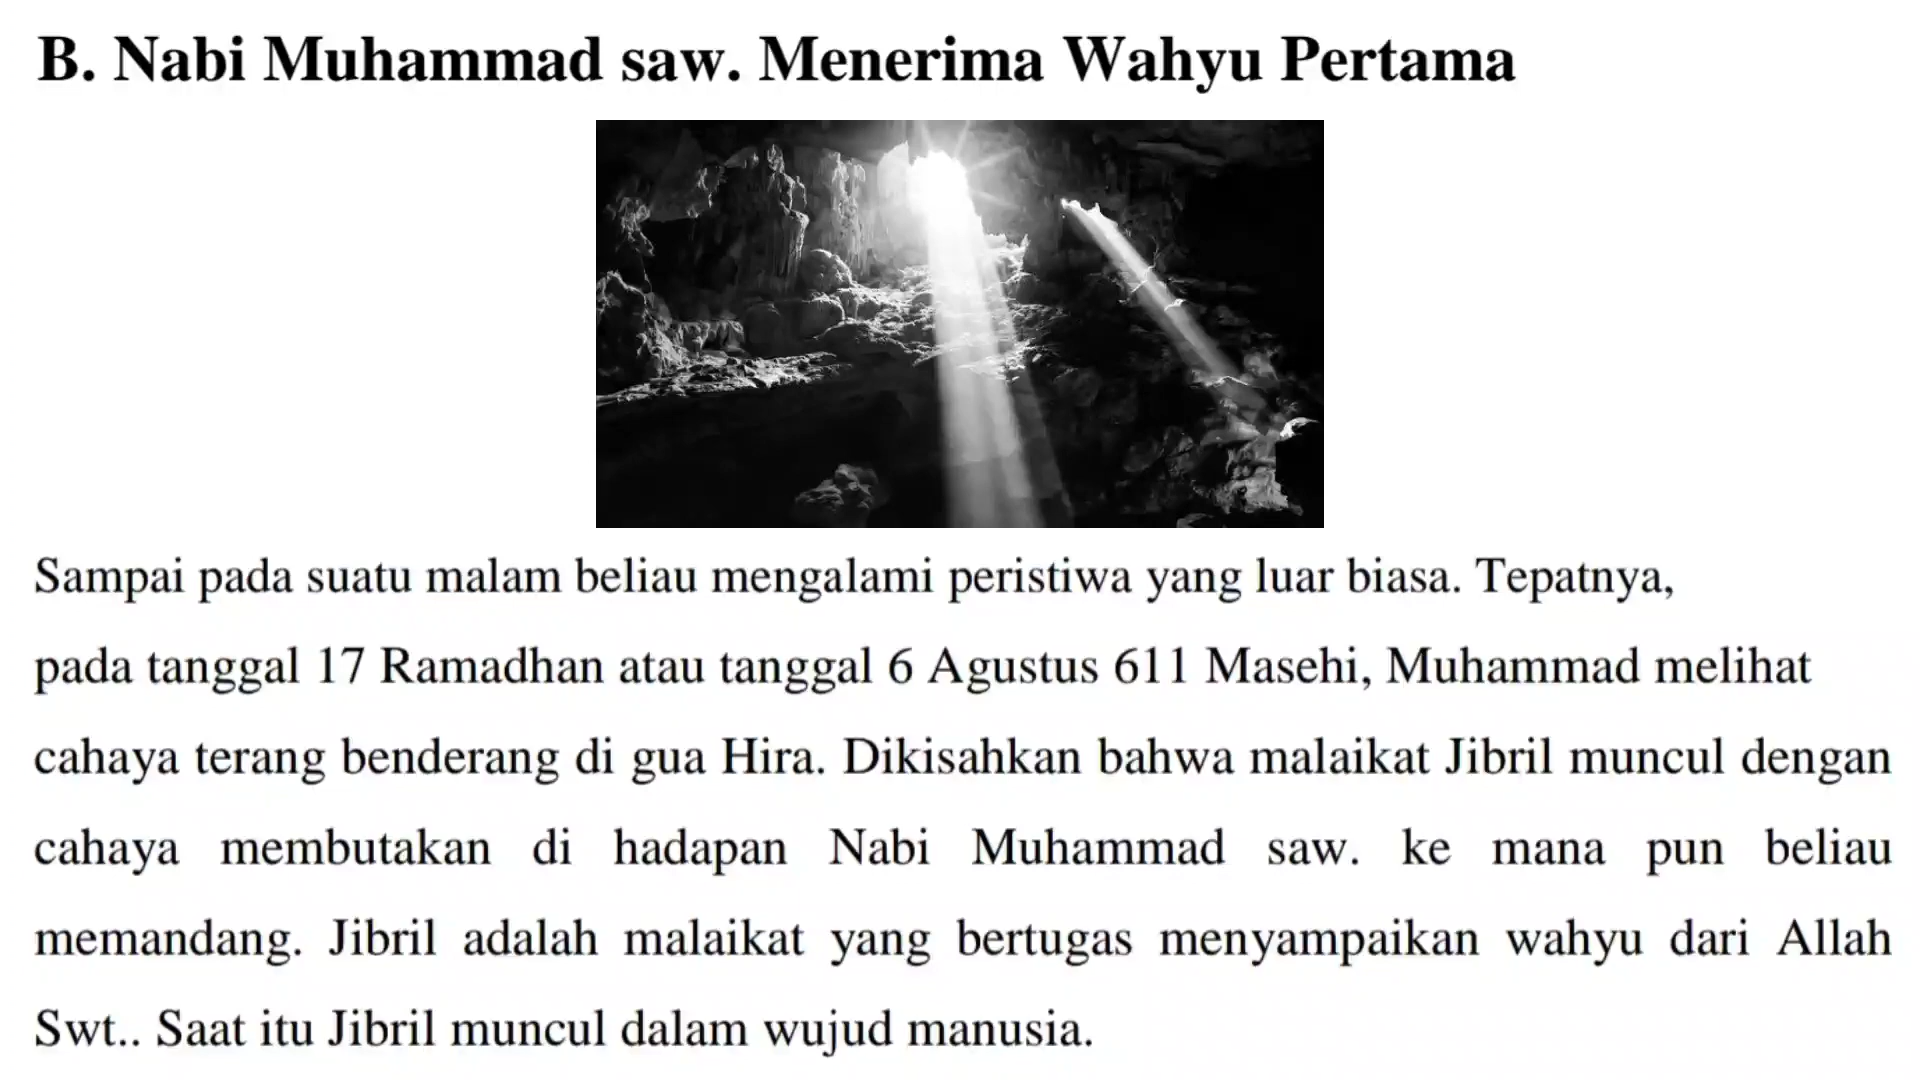 B. Nabi Muhammad saw. Menerima Wahyu Pertama
Sampai pada suatu malam beliau mengalami peristiwa yang luar biasa. Tepatnya,
pada tanggal 17 Ramadhan atau tanggal 6 Agustus 611 Masehi, Muhammad melihat
cahaya terang benderang di gua Hira. Dikisahkan bahwa malaikat Jibril muncul dengan
cahaya membutakan di hadapan Nabi Muhammad saw. ke mana pun beliau
memandang. Jibril adalah malaikat yang bertugas menyampaikan wahyu dari Allah
Swt.. Saat itu Jibril muncul dalam wujud manusia.